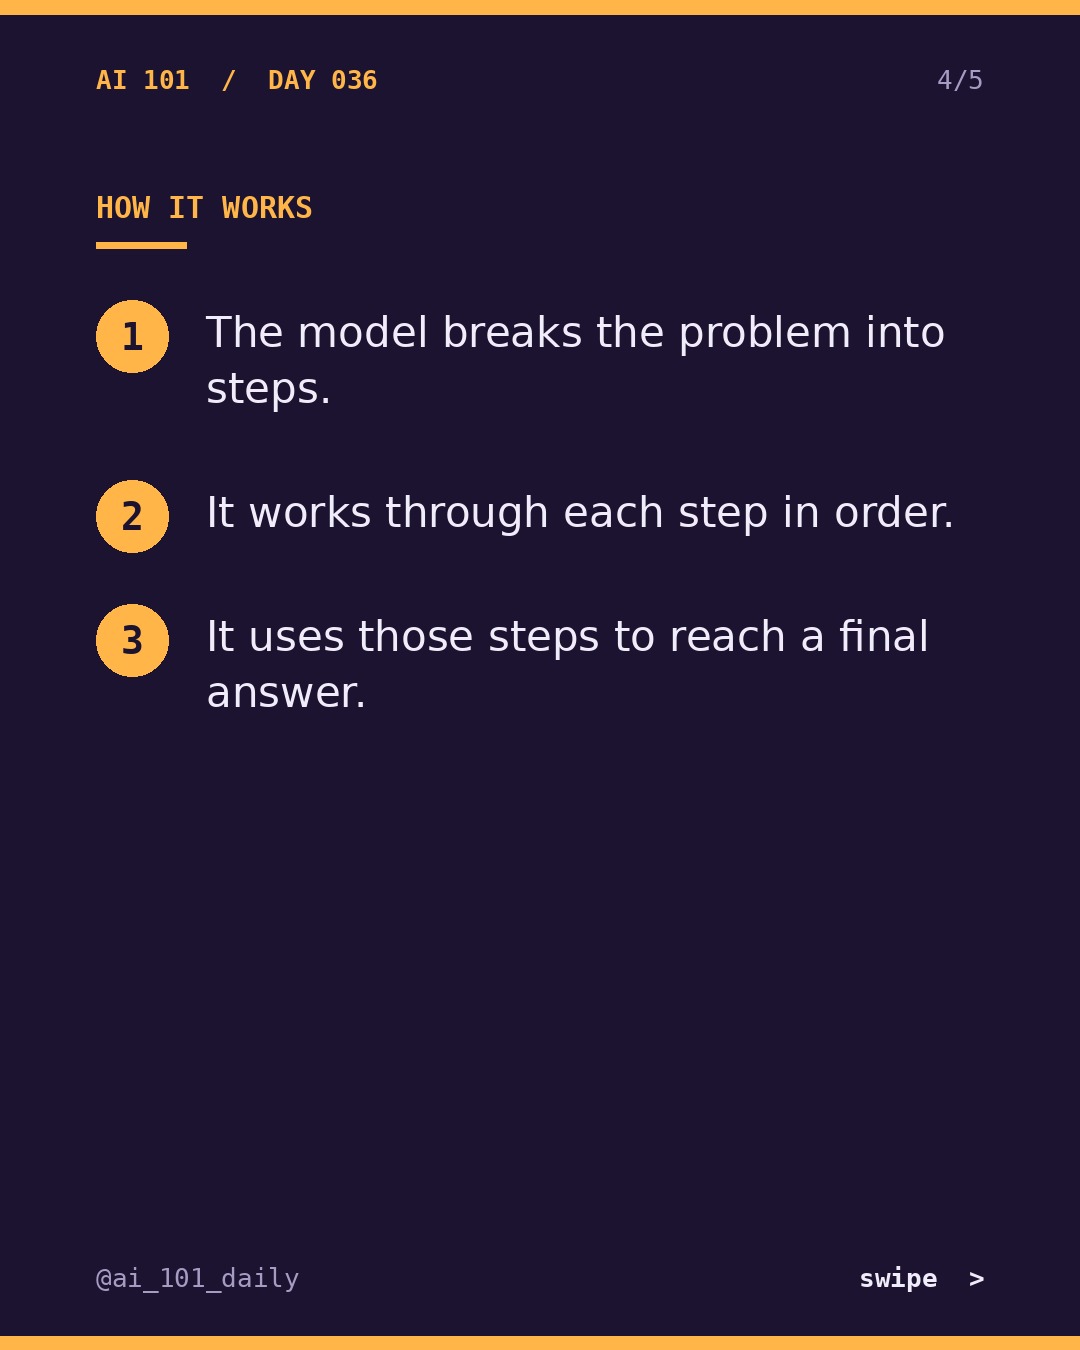 AI 101 / DAY 036
4/5
HOW IT WORKS
1 The model breaks the problem into
steps.
2 It works through each step in order.
3 It uses those steps to reach a final
answer.
@ai_101_daily
swipe >